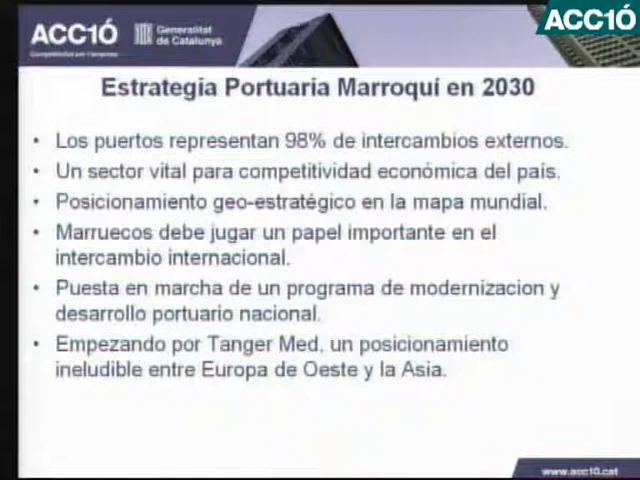 ACC1Ó
Generalitat
de Catalunya
ACC1Ó
Estrategia Portuaria Marroquí en 2030
• Los puertos representan 98% de intercambios externos.
• Un sector vital para competitividad económica del país.
• Posicionamiento geo-estratégico en la mapa mundial.
• Marruecos debe jugar un papel importante en el
intercambio internacional.
• Puesta en marcha de un programa de modernizacion y
desarrollo portuario nacional.
• Empezando por Tanger Med, un posicionamiento
ineludible entre Europa de Oeste y la Asia.
www.acc10.cat